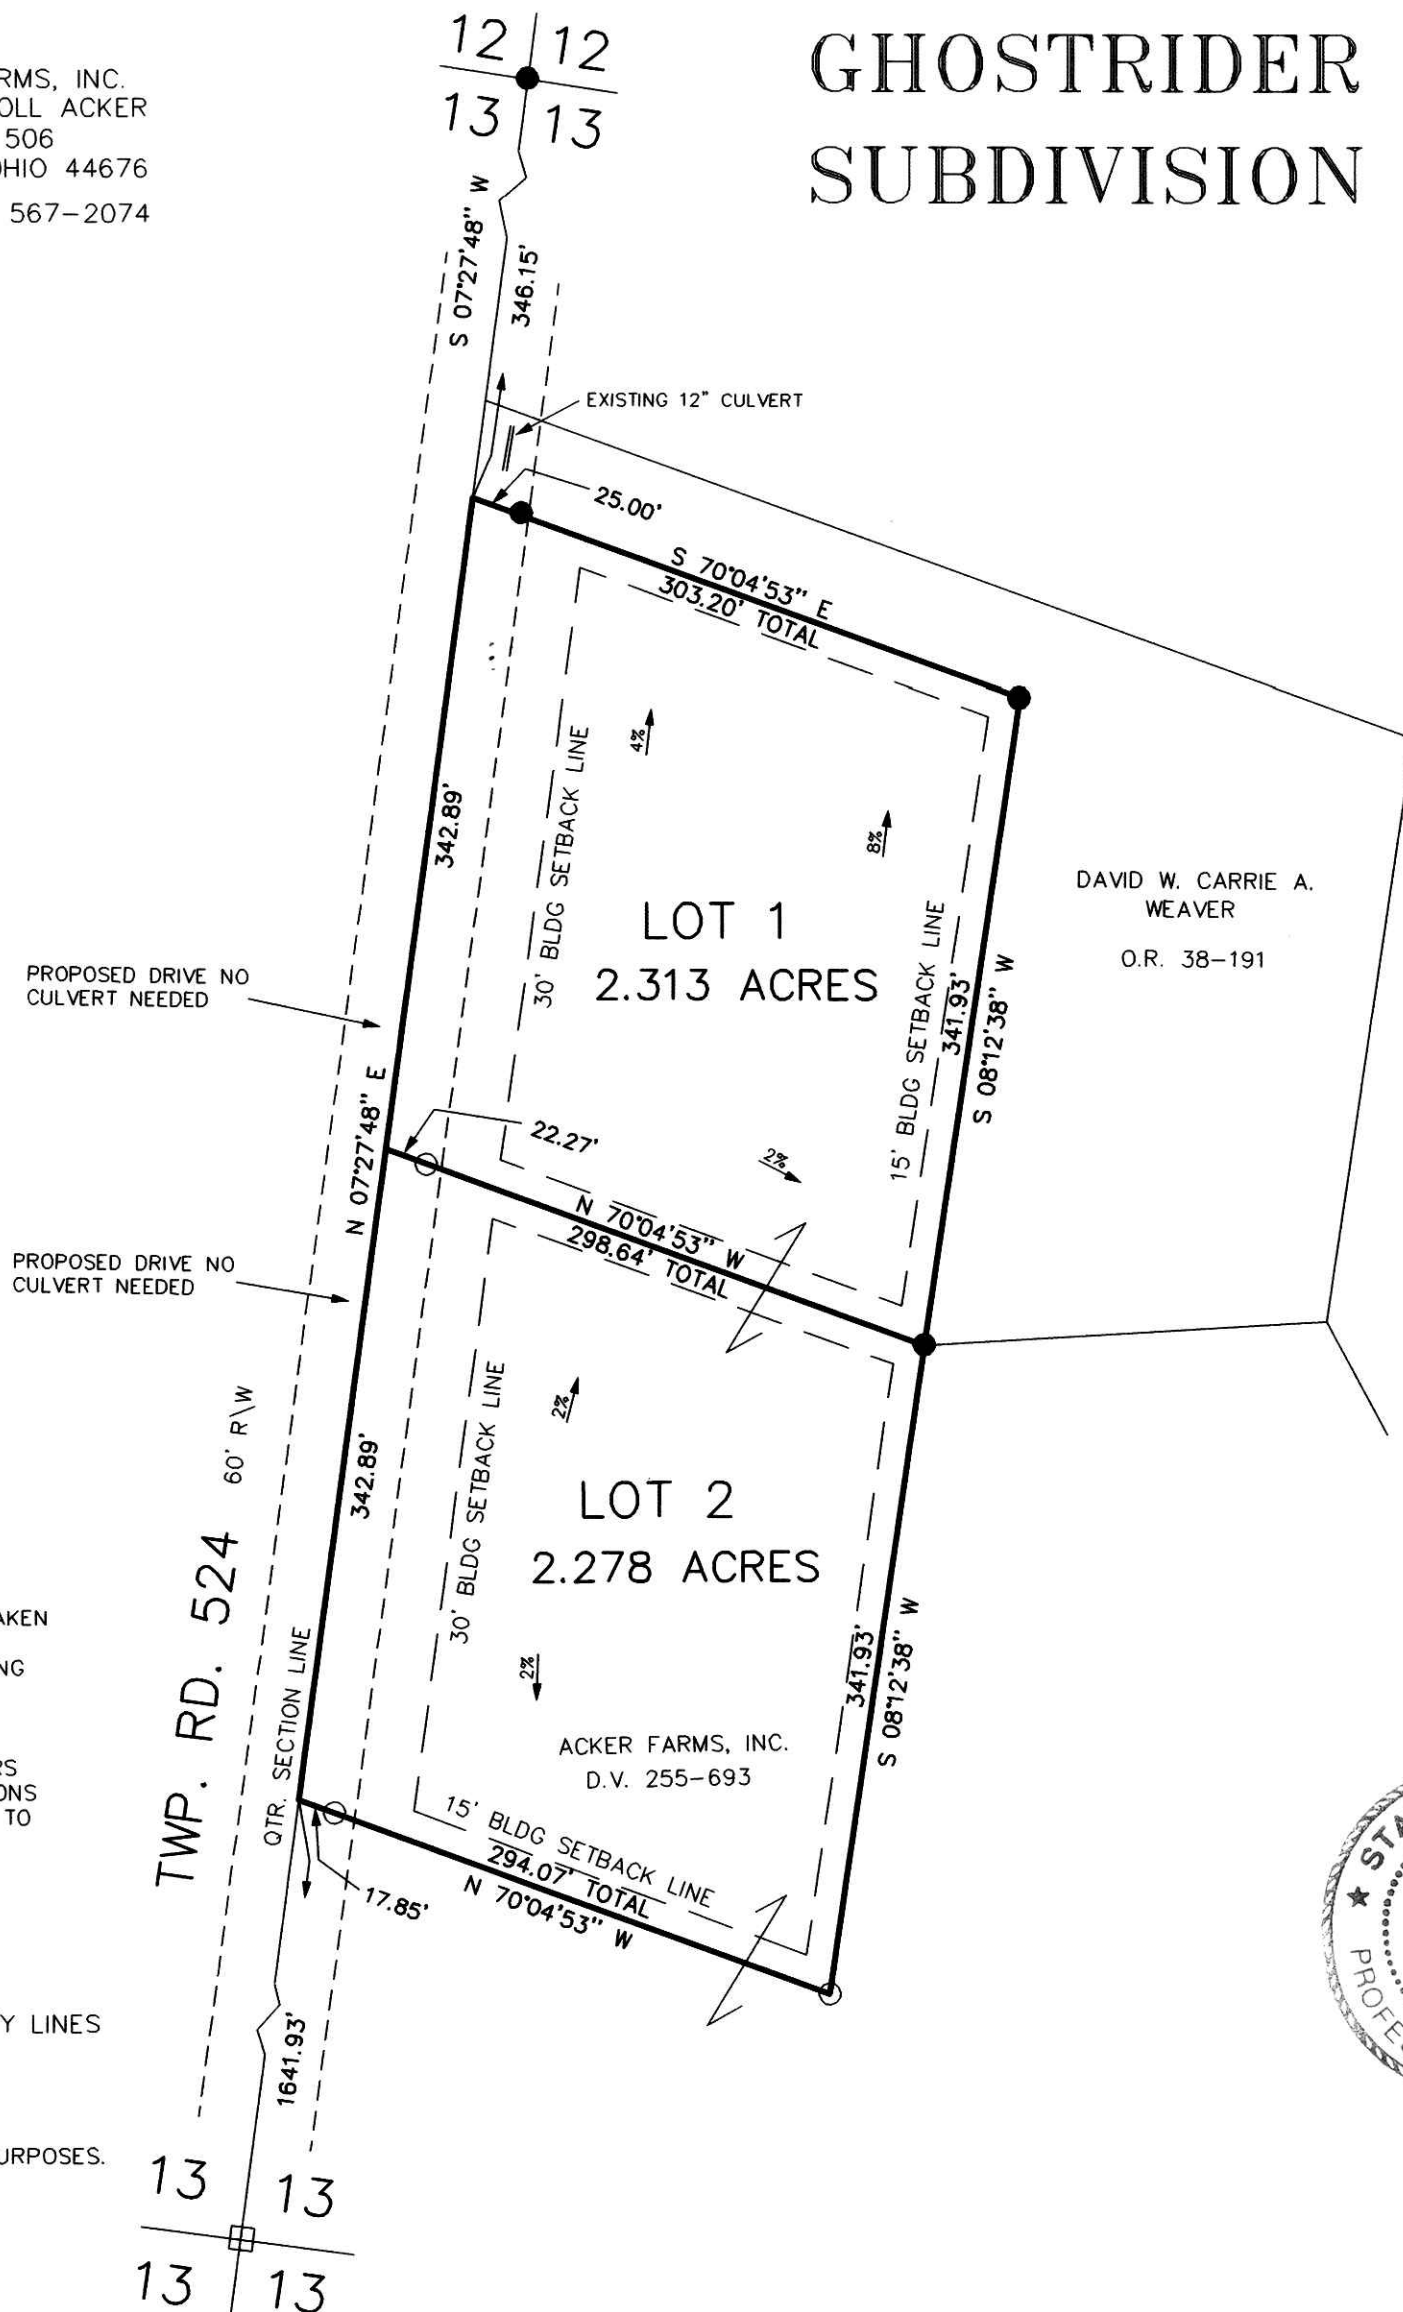 GHOSTRIDER
SUBDIVISION
RMS, INC.
OLL ACKER
506
OHIO 44676
567-2074
12 12
13 13
S 07°27'48" W
346.15'
EXISTING 12" CULVERT
25.00'
S 70°04'53" E
303.20' TOTAL
342.89'
30' BLDG SETBACK LINE
4%
8%
LOT 1
2.313 ACRES
15' BLDG SETBACK LINE
341.93'
S 08°12'38" W
DAVID W. CARRIE A.
WEAVER
O.R. 38-191
PROPOSED DRIVE NO
CULVERT NEEDED
N 07°27'48" E
22.27'
2%
N 70°04'53" W
298.64' TOTAL
PROPOSED DRIVE NO
CULVERT NEEDED
TWP. RD. 524 60' R\W
342.89'
30' BLDG SETBACK LINE
2%
LOT 2
2.278 ACRES
2%
341.93'
S 08°12'38" W
ACKER FARMS, INC.
D.V. 255-693
QTR. SECTION LINE
15' BLDG SETBACK LINE
294.07' TOTAL
N 70°04'53" W
17.85'
1641.93'
AKEN
NG
RS
ONS
TO
Y LINES
URPOSES.
13 13
13 13
★ STA
PROFES